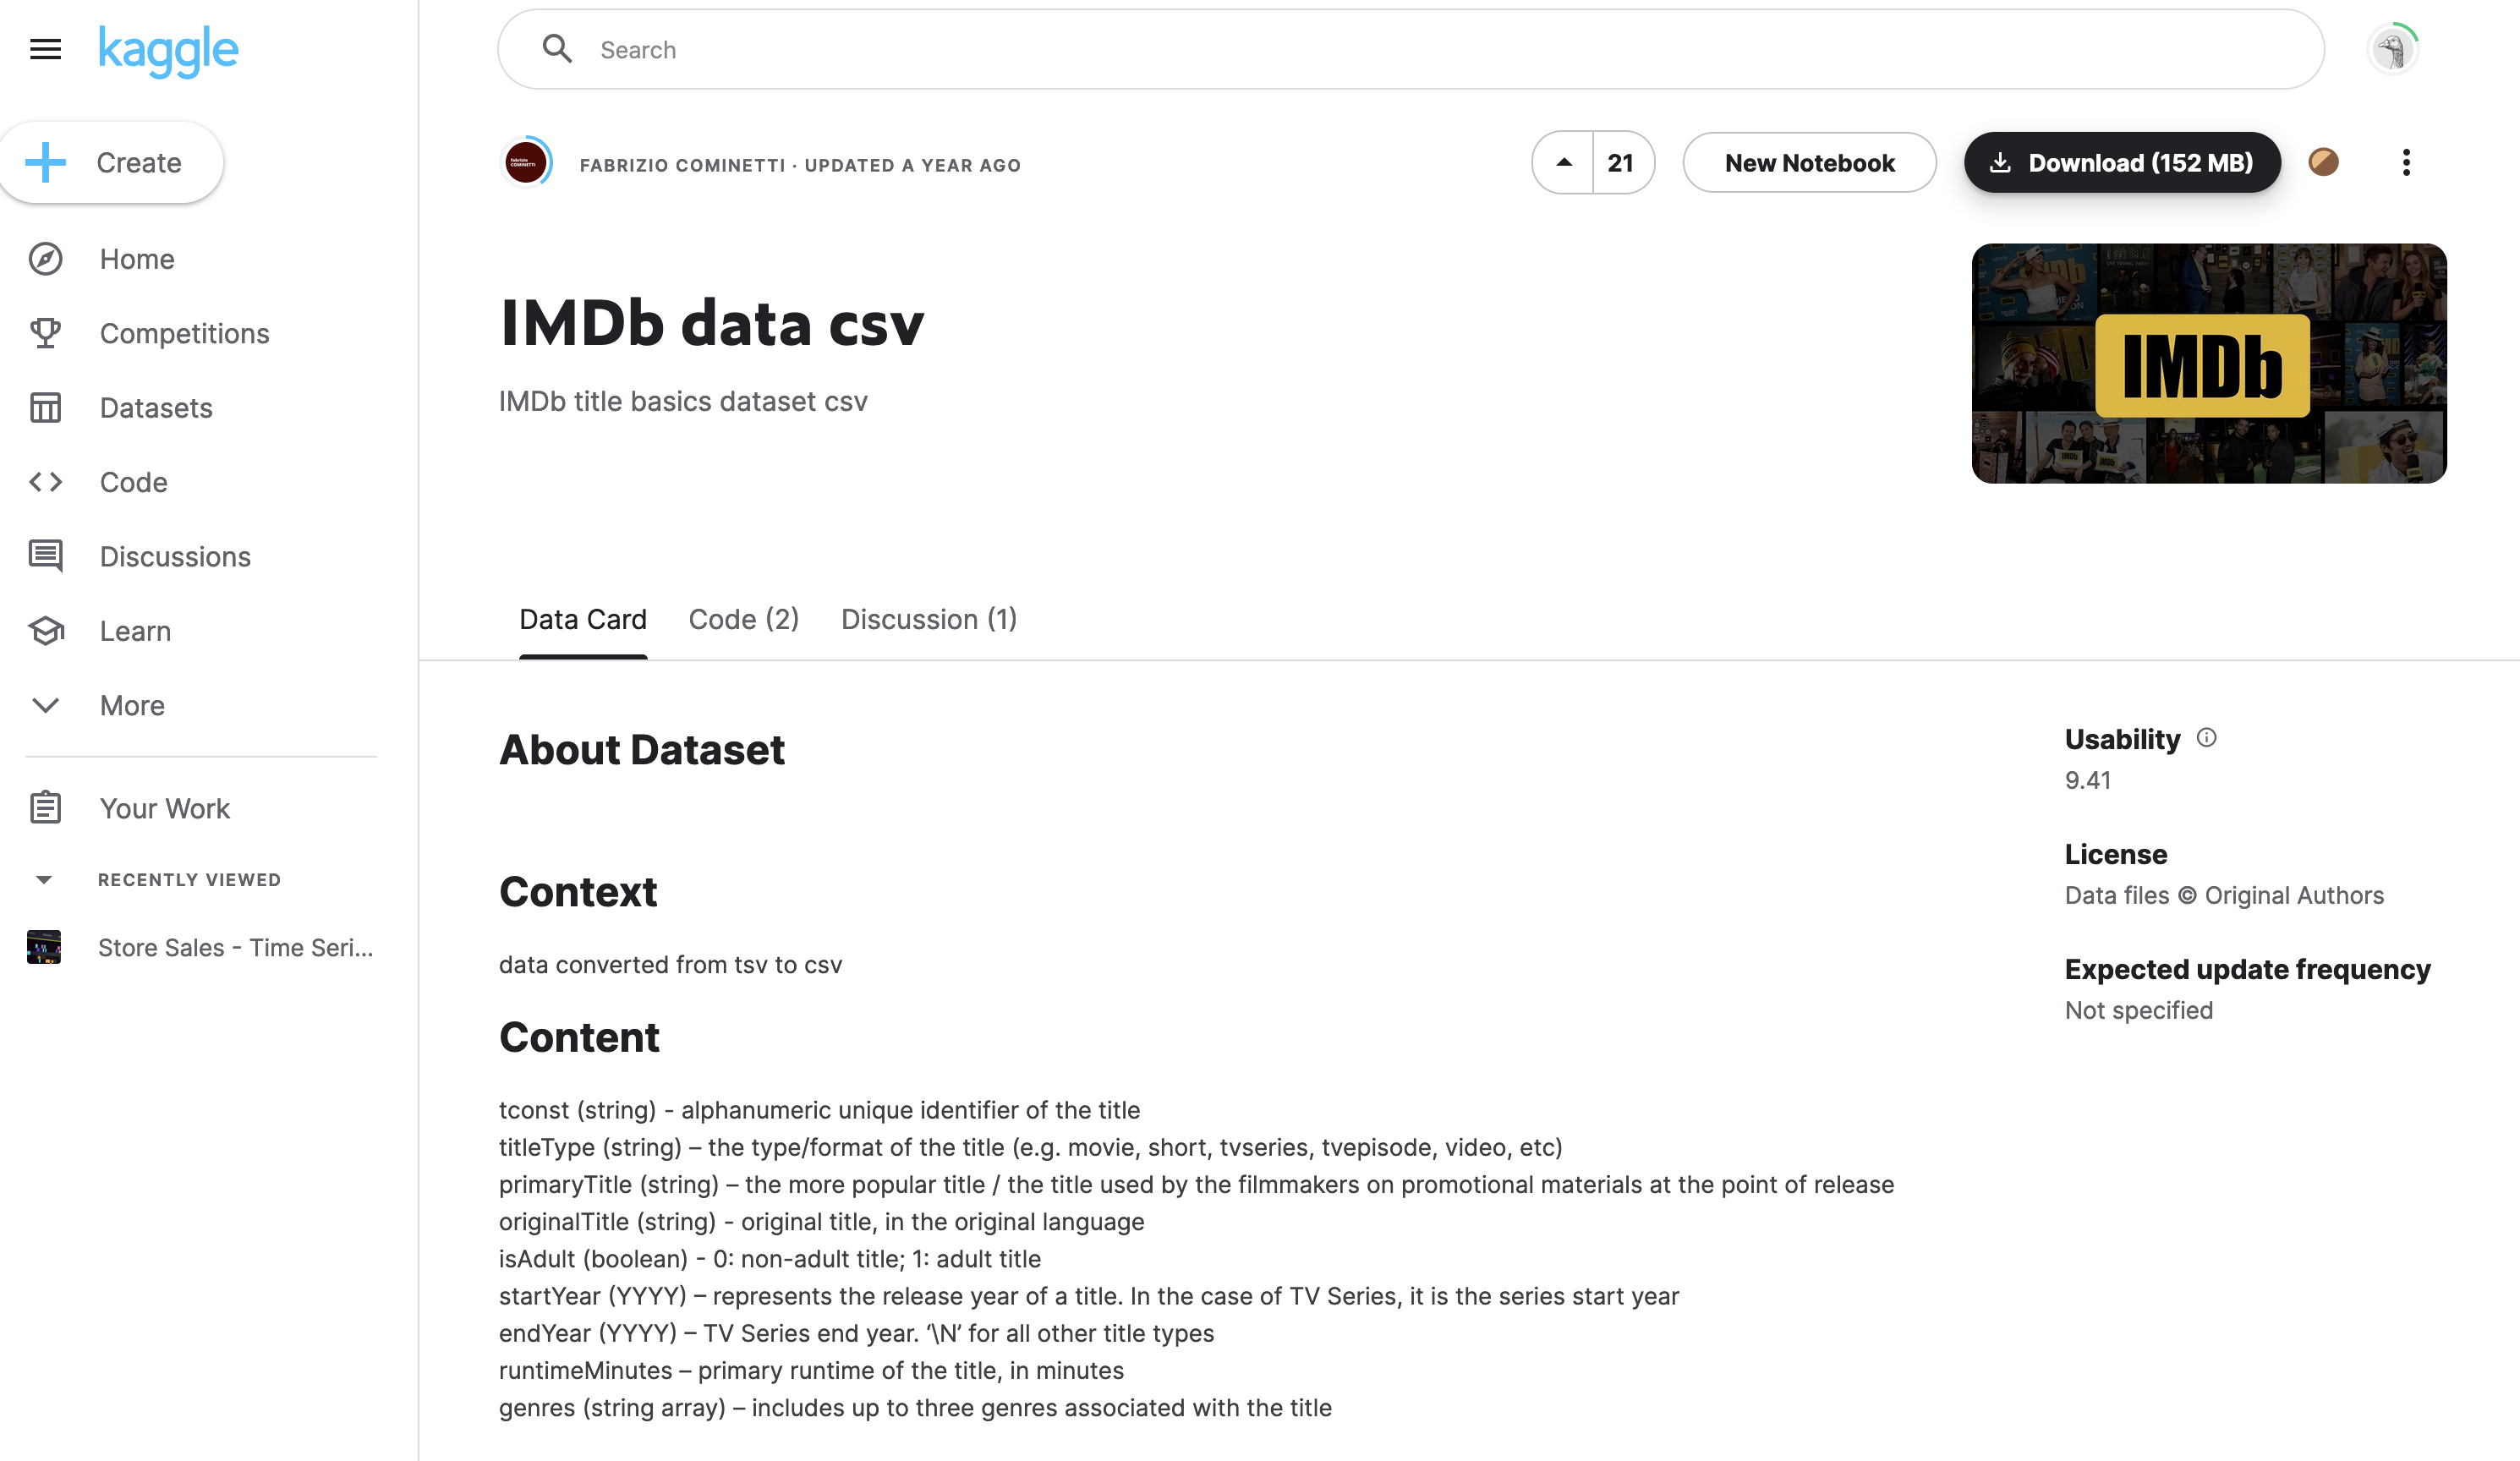 kaggle
Search
Create
Home
Competitions
Datasets
Code
Discussions
Learn
More
Your Work
RECENTLY VIEWED
Store Sales - Time Seri...
fabrizio
COMINETTI
FABRIZIO COMINETTI · UPDATED A YEAR AGO
21
New Notebook
Download (152 MB)
IMDb data csv
IMDb title basics dataset csv
IMDb
Data Card
Code (2)
Discussion (1)
About Dataset
Context
data converted from tsv to csv
Content
tconst (string) - alphanumeric unique identifier of the title
titleType (string) – the type/format of the title (e.g. movie, short, tvseries, tvepisode, video, etc)
primaryTitle (string) – the more popular title / the title used by the filmmakers on promotional materials at the point of release
originalTitle (string) - original title, in the original language
isAdult (boolean) - 0: non-adult title; 1: adult title
startYear (YYYY) – represents the release year of a title. In the case of TV Series, it is the series start year
endYear (YYYY) – TV Series end year. ‘\N’ for all other title types
runtimeMinutes – primary runtime of the title, in minutes
genres (string array) – includes up to three genres associated with the title
Usability
9.41
License
Data files © Original Authors
Expected update frequency
Not specified